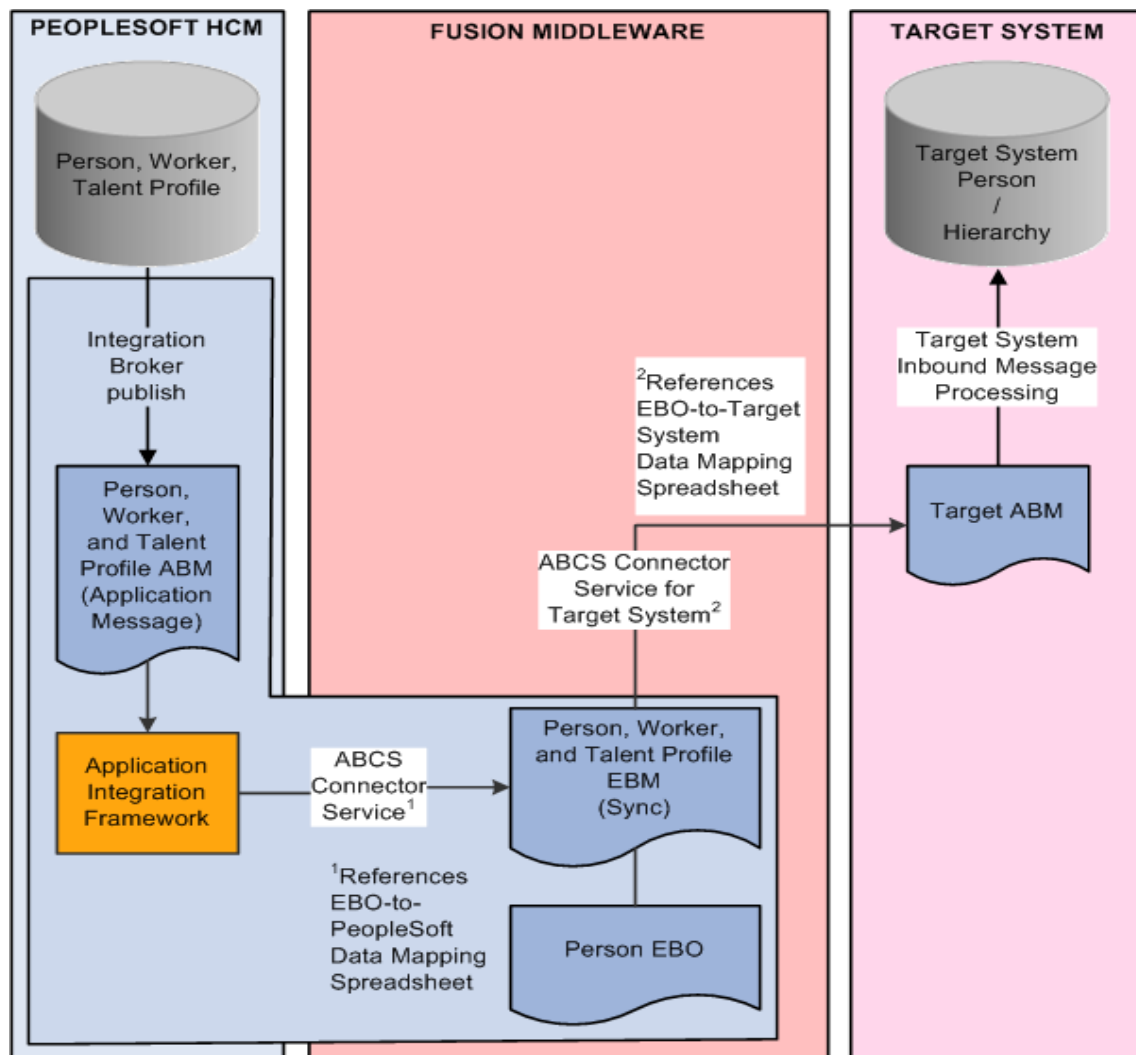 PEOPLESOFT HCM
FUSION MIDDLEWARE
TARGET SYSTEM
Person, Worker,
Talent Profile
Target System
Person
/
Hierarchy
Integration
Broker
publish
Target System
Inbound Message
Processing
²References
EBO-to-Target
System
Data Mapping
Spreadsheet
Person,
Worker,
and Talent
Profile ABM
(Application
Message)
Target ABM
ABCS Connector
Service for
Target System²
Application
Integration
Framework
ABCS
Connector
Service¹
Person, Worker,
and Talent Profile
EBM
(Sync)
¹References
EBO-to-
PeopleSoft
Data Mapping
Spreadsheet
Person EBO